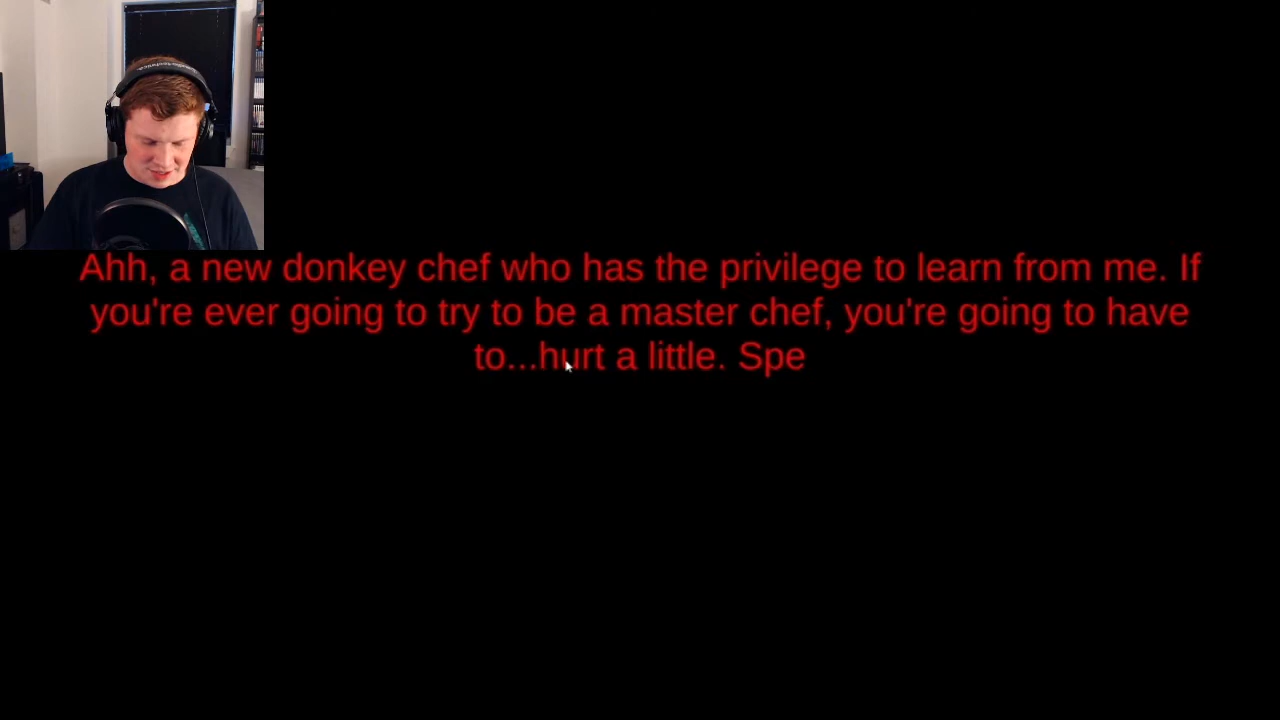 Ahh, a new donkey chef who has the privilege to learn from me. If
you're ever going to try to be a master chef, you're going to have
to...hurt a little. Spe